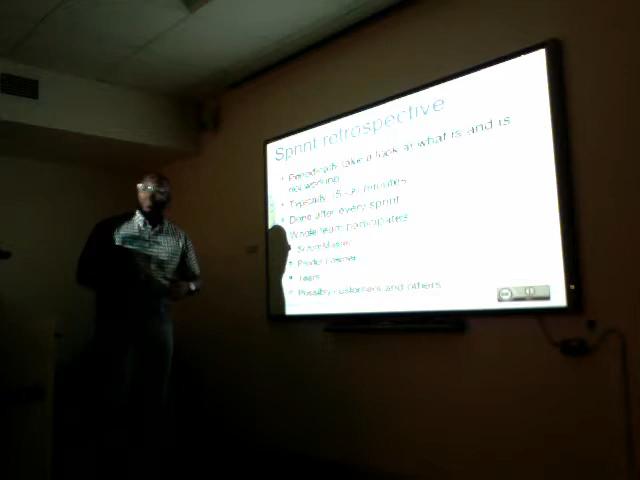 Sprint retrospective
Periodically take a look at what is and is
not working
Typically 15–30 minutes
Done after every sprint
Whole team participates
ScrumMaster
Product owner
Team
Possibly customers and others